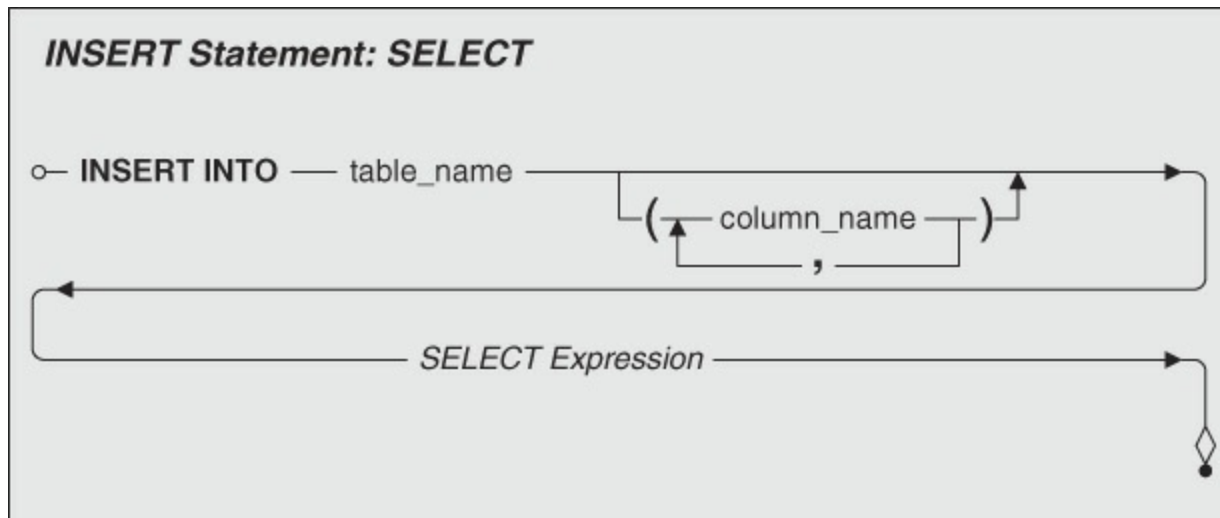 INSERT Statement: SELECT
INSERT INTO table_name
( column_name )
,
SELECT Expression